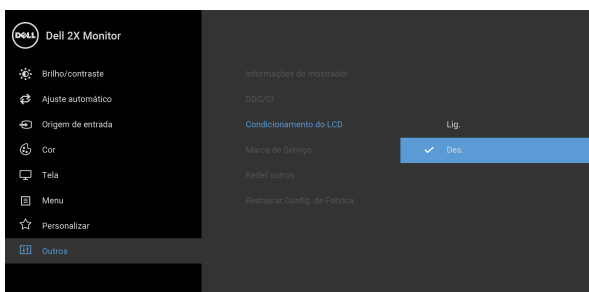 DELL
Dell 2X Monitor
Brilho/contraste
Ajuste automático
Origem de entrada
Cor
Tela
Menu
Personalizar
Outros
Informações do mostrador
DDC/CI
Condicionamento do LCD
Marca de Serviço
Redef outros
Restaurar Config. de Fábrica
Lig.
Des.